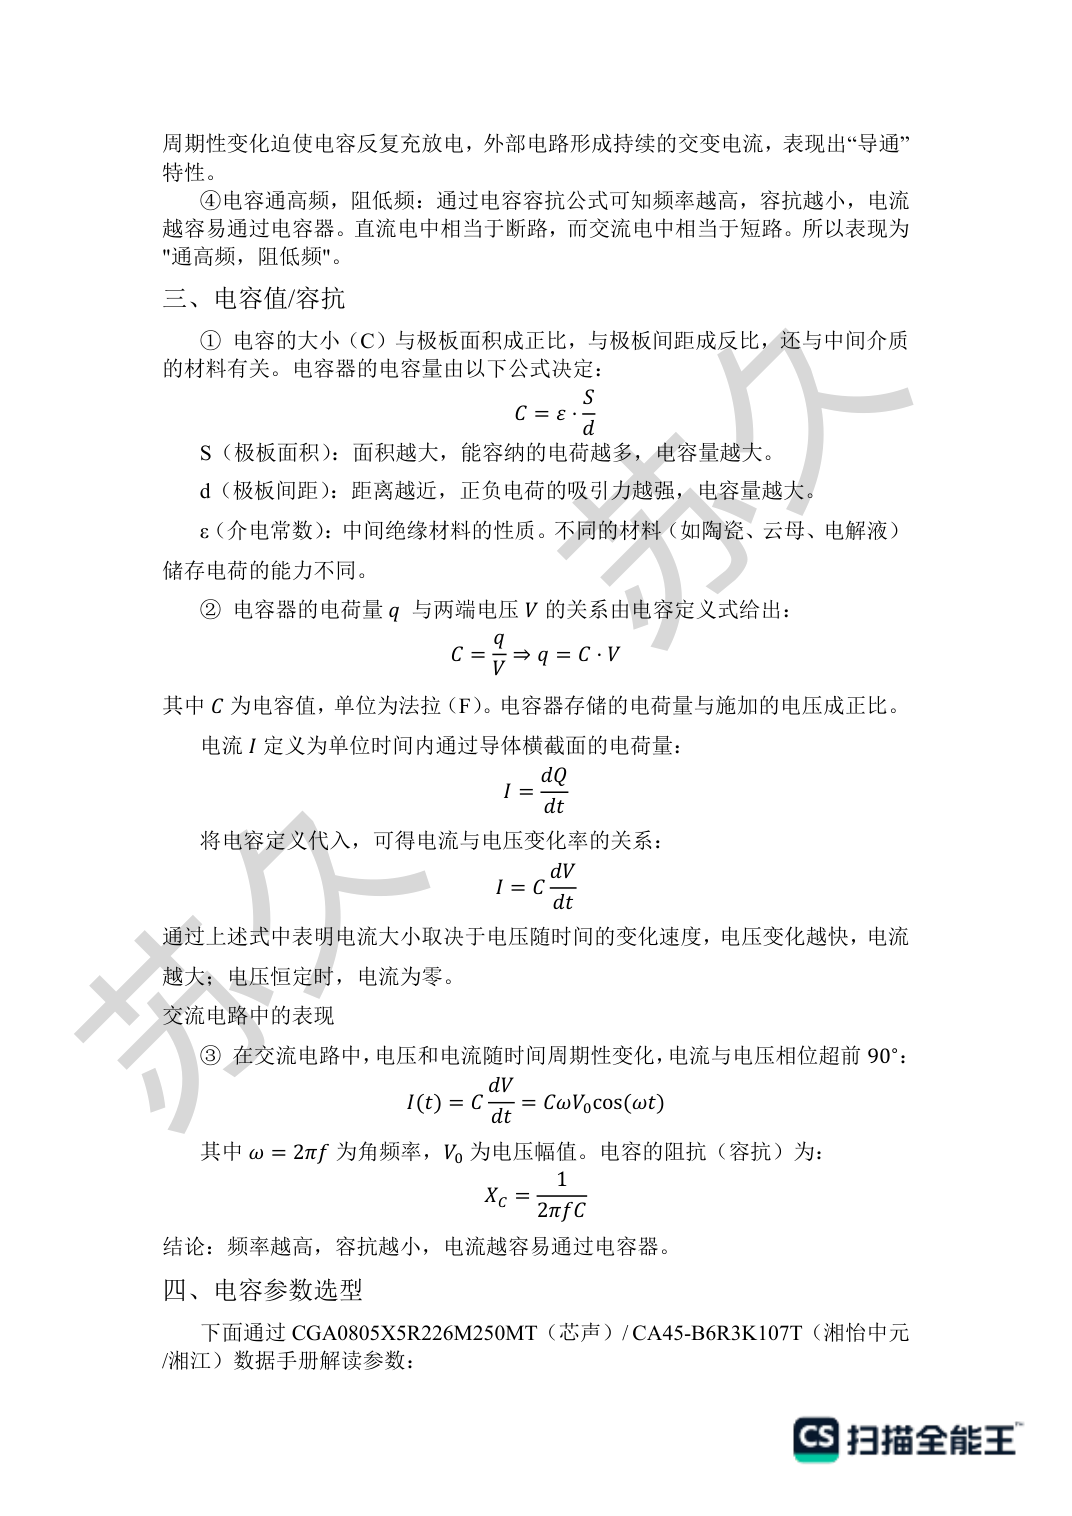 周期性变化迫使电容反复充放电，外部电路形成持续的交变电流，表现出“导通”
特性。
④电容通高频，阻低频：通过电容容抗公式可知频率越高，容抗越小，电流
越容易通过电容器。直流电中相当于断路，而交流电中相当于短路。所以表现为
"通高频，阻低频"。
三、电容值/容抗
① 电容的大小（C）与极板面积成正比，与极板间距成反比，还与中间介质
的材料有关。电容器的电容量由以下公式决定：
C = ε · S/d
S（极板面积）：面积越大，能容纳的电荷越多，电容量越大。
d（极板间距）：距离越近，正负电荷的吸引力越强，电容量越大。
ε（介电常数）：中间绝缘材料的性质。不同的材料（如陶瓷、云母、电解液）
储存电荷的能力不同。
② 电容器的电荷量 q 与两端电压 V 的关系由电容定义式给出：
C = q/V ⇒ q = C · V
其中 C 为电容值，单位为法拉（F）。电容器存储的电荷量与施加的电压成正比。
电流 I 定义为单位时间内通过导体横截面的电荷量：
I = dQ/dt
将电容定义代入，可得电流与电压变化率的关系：
I = C dV/dt
通过上述式中表明电流大小取决于电压随时间的变化速度，电压变化越快，电流
越大；电压恒定时，电流为零。
交流电路中的表现
③ 在交流电路中，电压和电流随时间周期性变化，电流与电压相位超前 90°：
I(t) = C dV/dt = CωV₀cos(ωt)
其中 ω = 2πf 为角频率，V₀ 为电压幅值。电容的阻抗（容抗）为：
X_C = 1/2πfC
结论：频率越高，容抗越小，电流越容易通过电容器。
四、电容参数选型
下面通过 CGA0805X5R226M250MT（芯声）/ CA45-B6R3K107T（湘怡中元
/湘江）数据手册解读参数：
苏久
苏久
CS 扫描全能王™